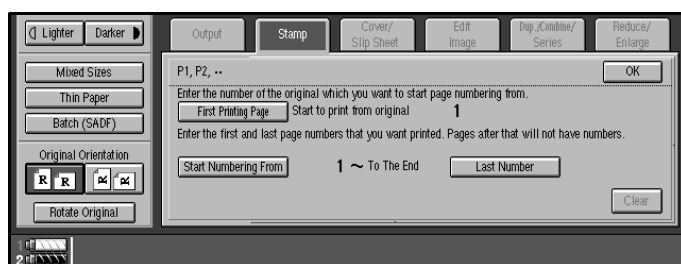 Lighter Darker
Output
Stamp
Cover/
Slip Sheet
Edit
Image
Dup./Combine/
Series
Reduce/
Enlarge
Mixed Sizes
Thin Paper
Batch (SADF)
Original Orientation
R R R R
Rotate Original
P1, P2, ··
OK
Enter the number of the original which you want to start page numbering from.
First Printing Page Start to print from original 1
Enter the first and last page numbers that you want printed. Pages after that will not have numbers.
Start Numbering From 1 ~ To The End Last Number
Clear
1
2